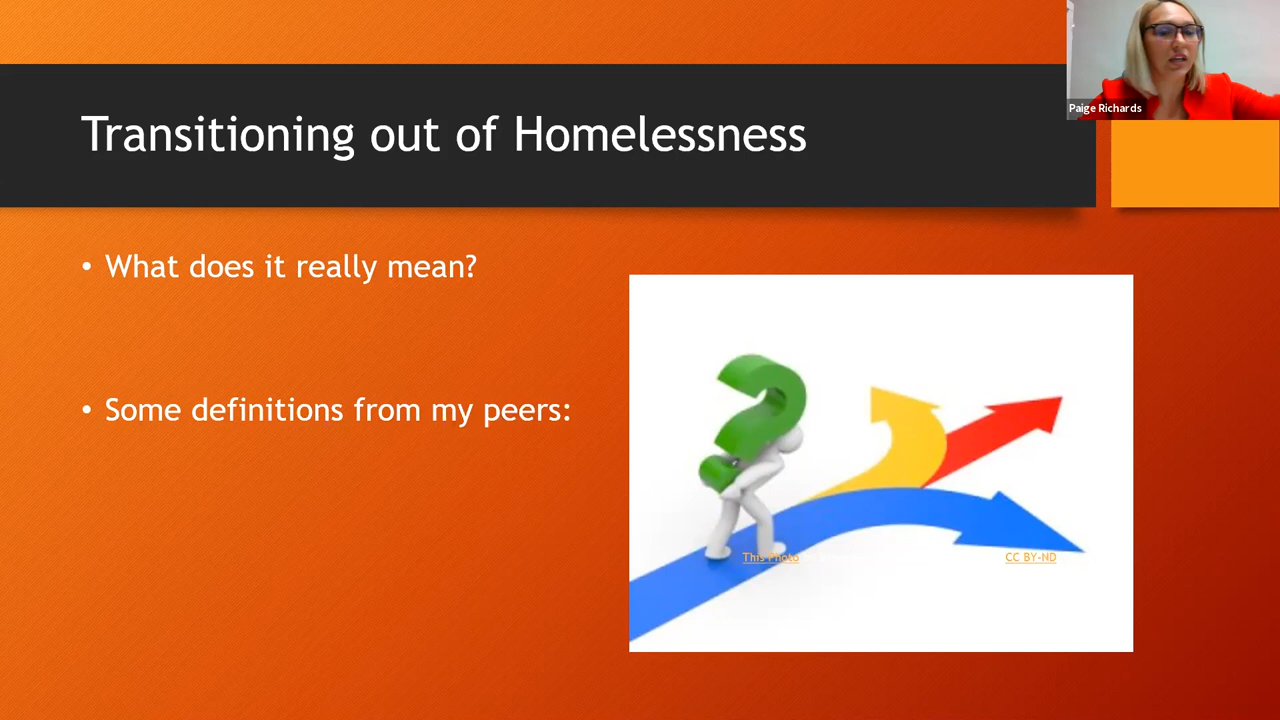 Paige Richards
Transitioning out of Homelessness
• What does it really mean?
• Some definitions from my peers:
This Photo
CC BY-ND